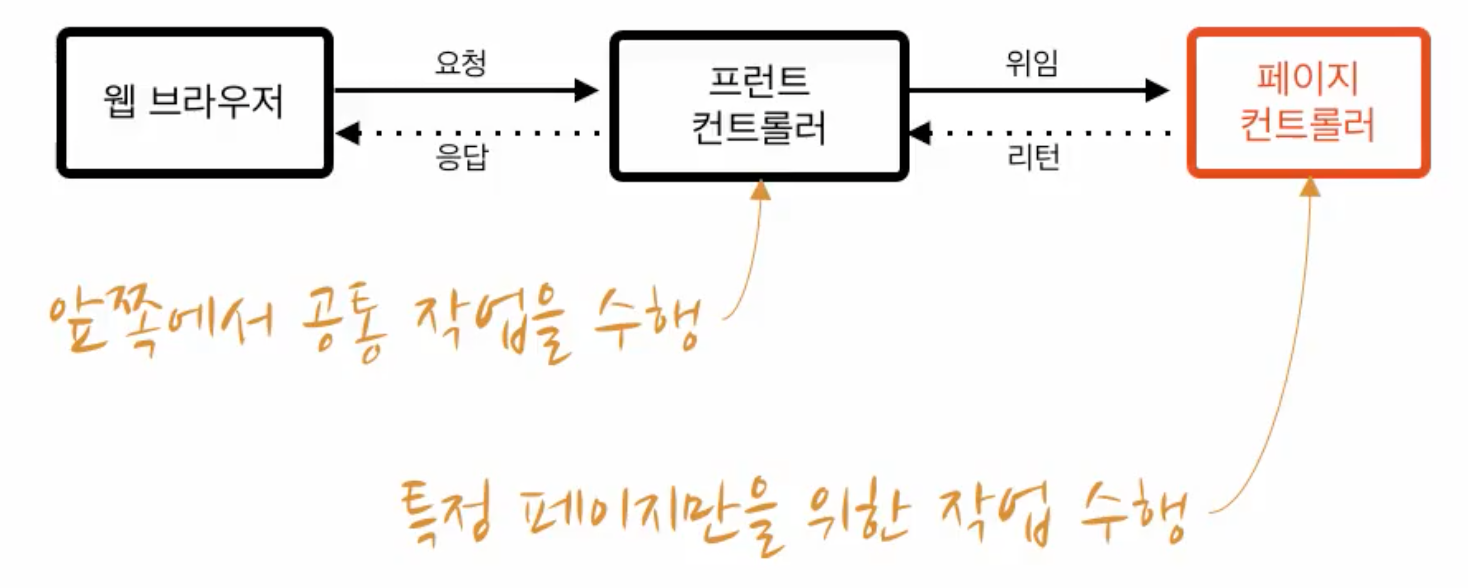 웹 브라우저
요청
응답
프런트
컨트롤러
위임
리턴
페이지
컨트롤러
앞쪽에서 공통 작업을 수행
특정 페이지만을 위한 작업 수행